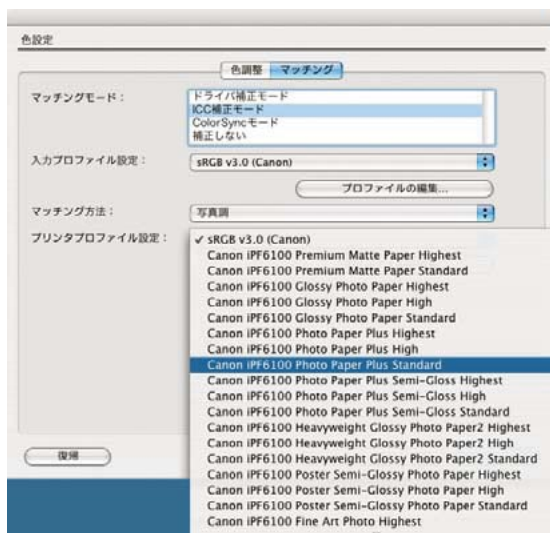 色設定
色調整 マッチング
マッチングモード：
ドライバ補正モード
ICC補正モード
ColorSyncモード
補正しない
入力プロファイル設定：
sRGB v3.0 (Canon)
プロファイルの編集...
マッチング方法：
写真調
プリンタプロファイル設定：
✓ sRGB v3.0 (Canon)
Canon iPF6100 Premium Matte Paper Highest
Canon iPF6100 Premium Matte Paper Standard
Canon iPF6100 Glossy Photo Paper Highest
Canon iPF6100 Glossy Photo Paper High
Canon iPF6100 Glossy Photo Paper Standard
Canon iPF6100 Photo Paper Plus Highest
Canon iPF6100 Photo Paper Plus High
Canon iPF6100 Photo Paper Plus Standard
Canon iPF6100 Photo Paper Plus Semi-Gloss Highest
Canon iPF6100 Photo Paper Plus Semi-Gloss High
Canon iPF6100 Photo Paper Plus Semi-Gloss Standard
Canon iPF6100 Heavyweight Glossy Photo Paper2 Highest
Canon iPF6100 Heavyweight Glossy Photo Paper2 High
Canon iPF6100 Heavyweight Glossy Photo Paper2 Standard
Canon iPF6100 Poster Semi-Glossy Photo Paper Highest
Canon iPF6100 Poster Semi-Glossy Photo Paper High
Canon iPF6100 Poster Semi-Glossy Photo Paper Standard
Canon iPF6100 Fine Art Photo Highest
復帰